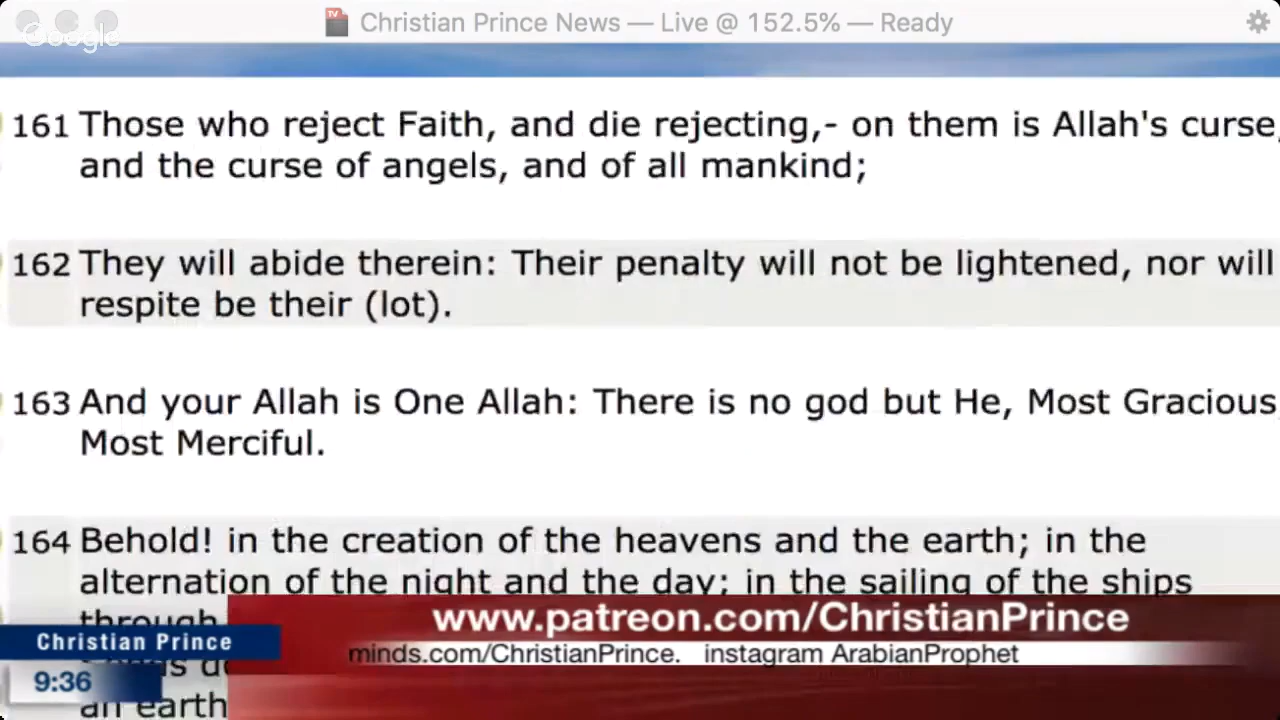 Google
TV
Christian Prince News — Live @ 152.5% — Ready
161 Those who reject Faith, and die rejecting,- on them is Allah's curse,
and the curse of angels, and of all mankind;
162 They will abide therein: Their penalty will not be lightened, nor will
respite be their (lot).
163 And your Allah is One Allah: There is no god but He, Most Gracious,
Most Merciful.
164 Behold! in the creation of the heavens and the earth; in the
alternation of the night and the day; in the sailing of the ships
through
www.patreon.com/ChristianPrince
Christian Prince
minds.com/ChristianPrince. instagram ArabianProphet
9:36
an earth